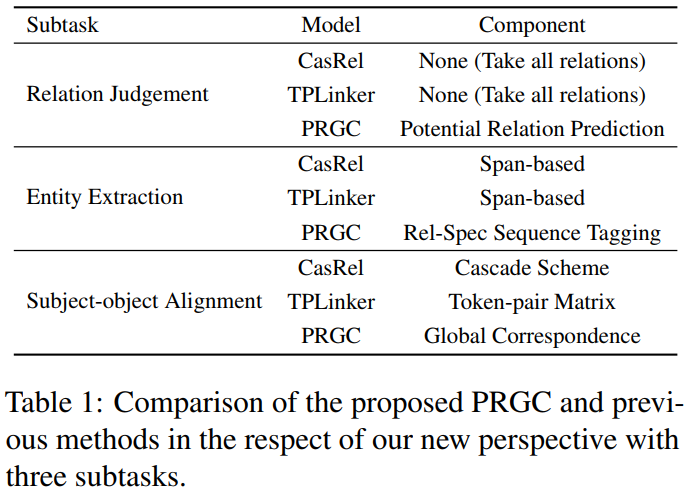 Subtask Model Component
CasRel None (Take all relations)
Relation Judgement TPLinker None (Take all relations)
PRGC Potential Relation Prediction
CasRel Span-based
Entity Extraction TPLinker Span-based
PRGC Rel-Spec Sequence Tagging
CasRel Cascade Scheme
Subject-object Alignment TPLinker Token-pair Matrix
PRGC Global Correspondence
Table 1: Comparison of the proposed PRGC and previ-
ous methods in the respect of our new perspective with
three subtasks.